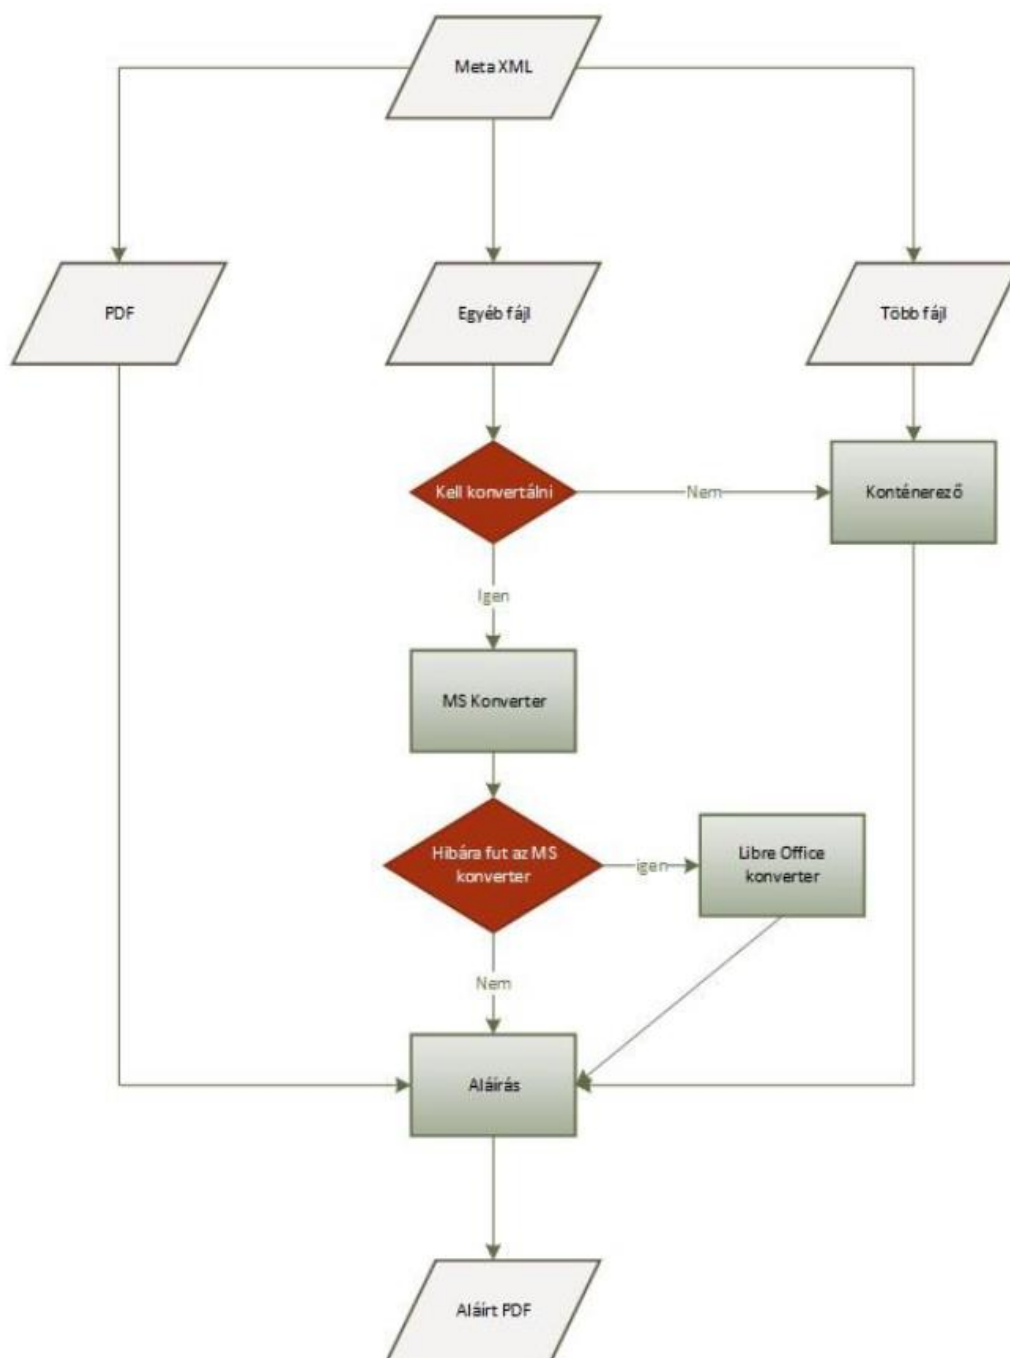 Meta XML
PDF
Egyéb fájl
Több fájl
Kell konvertálni
Nem
Konténerező
Igen
MS Konverter
Hibára fut az MS
konverter
igen
Libre Office
konverter
Nem
Aláírás
Aláírt PDF